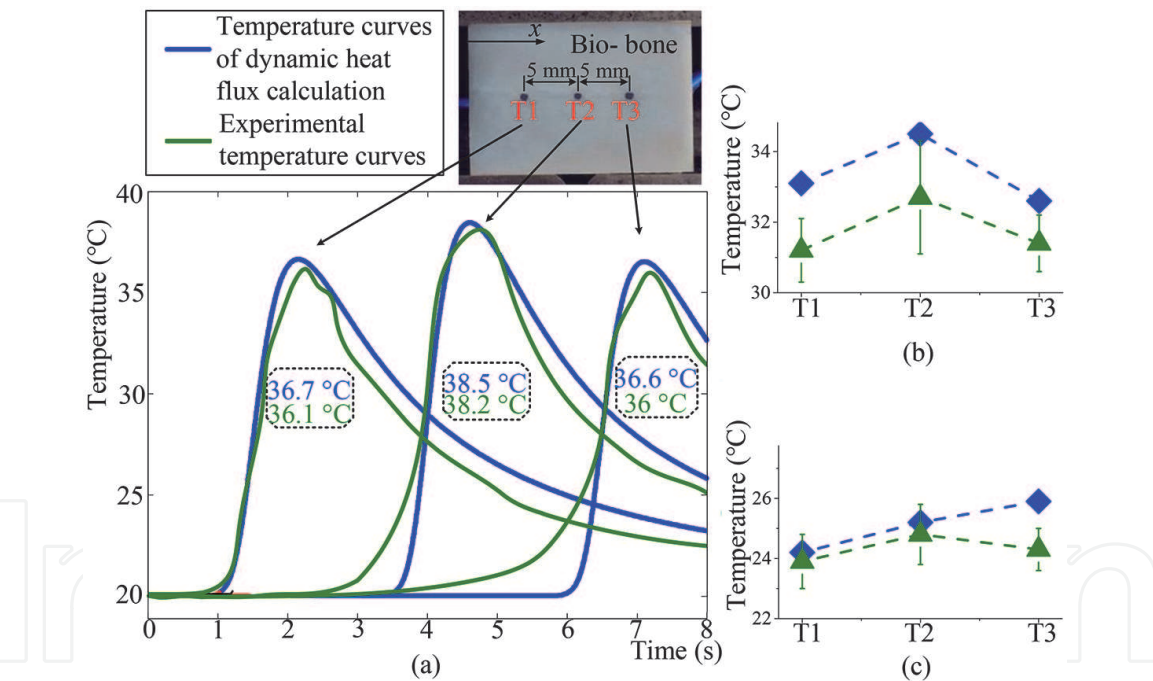 Temperature curves
of dynamic heat
flux calculation
Experimental
temperature curves
x
Bio- bone
5 mm 5 mm
T1 T2 T3
Temperature (°C)
40
35
30
25
20
36.7 °C
36.1 °C
38.5 °C
38.2 °C
36.6 °C
36 °C
0 1 2 3 4 5 6 7 8
Time (s)
(a)
Temperature (°C)
34
32
30
T1 T2 T3
(b)
Temperature (°C)
26
24
22
T1 T2 T3
(c)